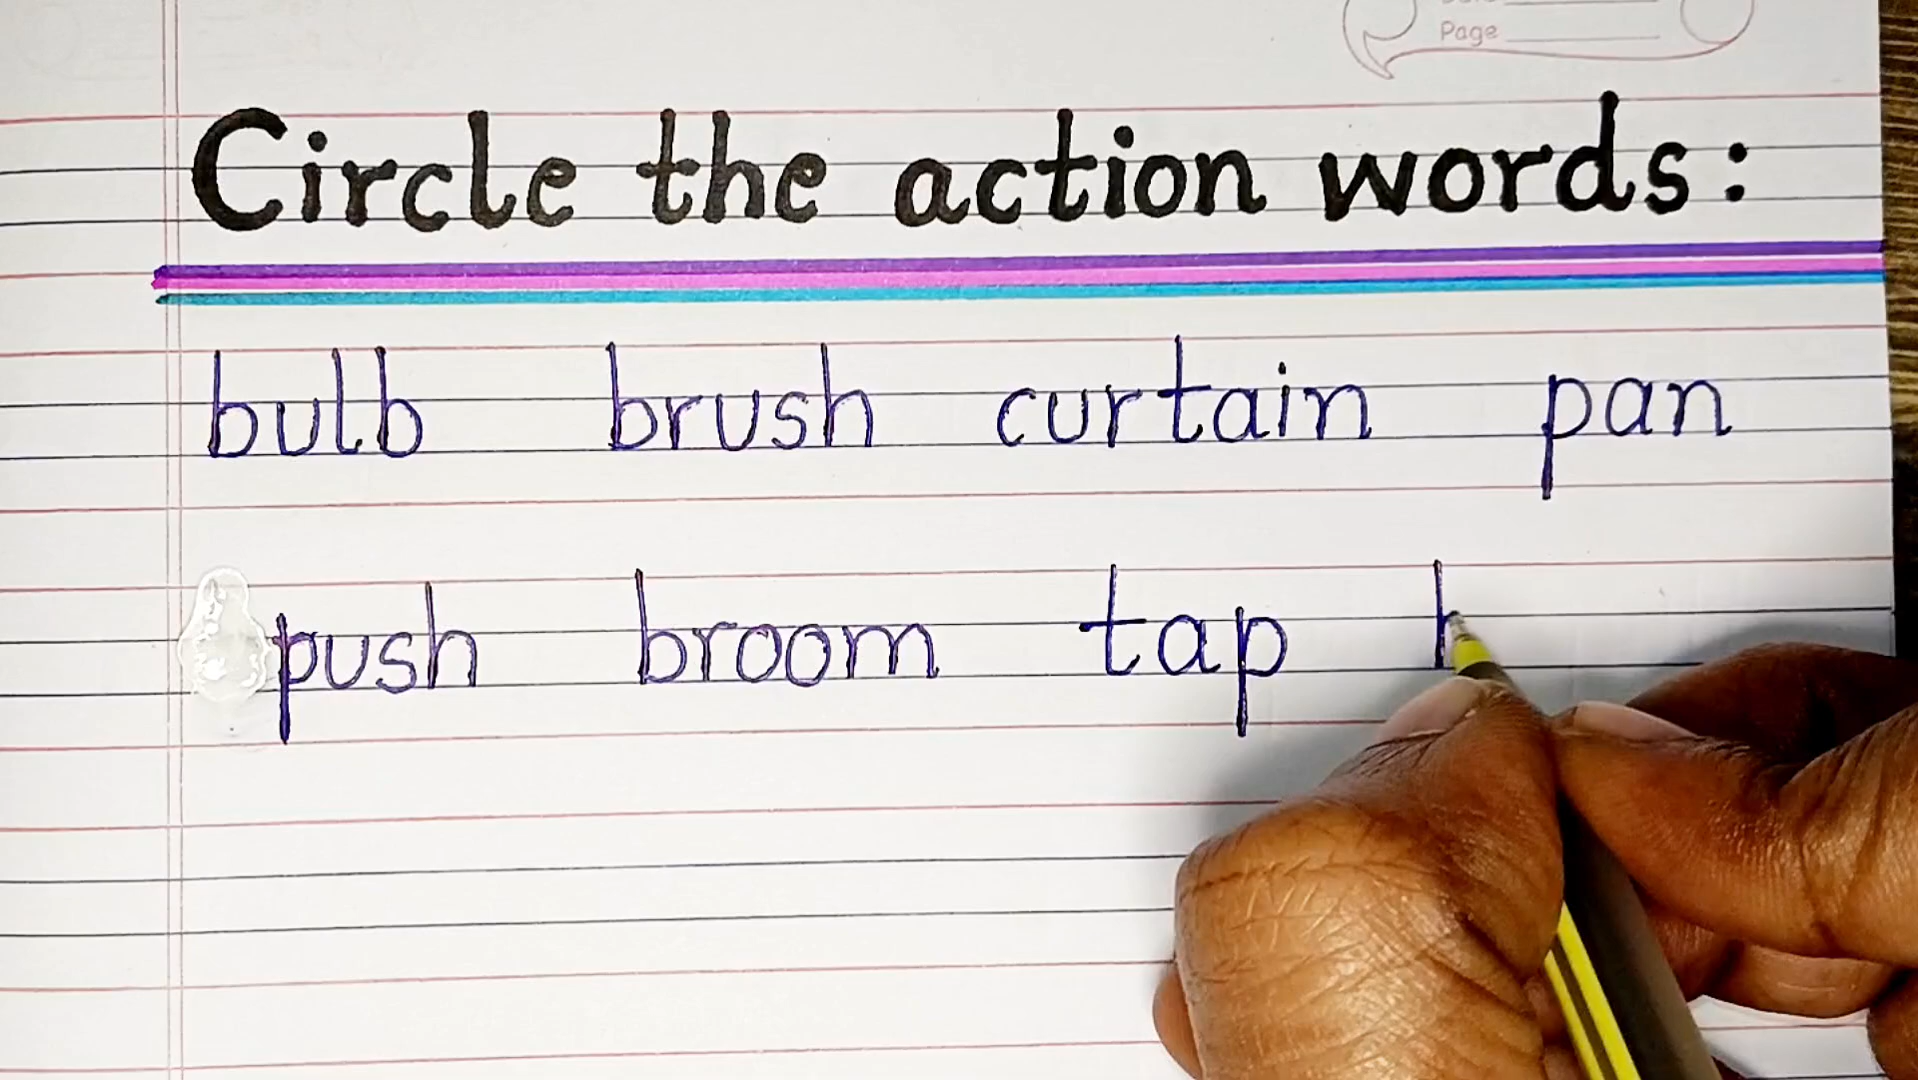 Page
Circle the action words:
bulb brush curtain pan
push broom tap